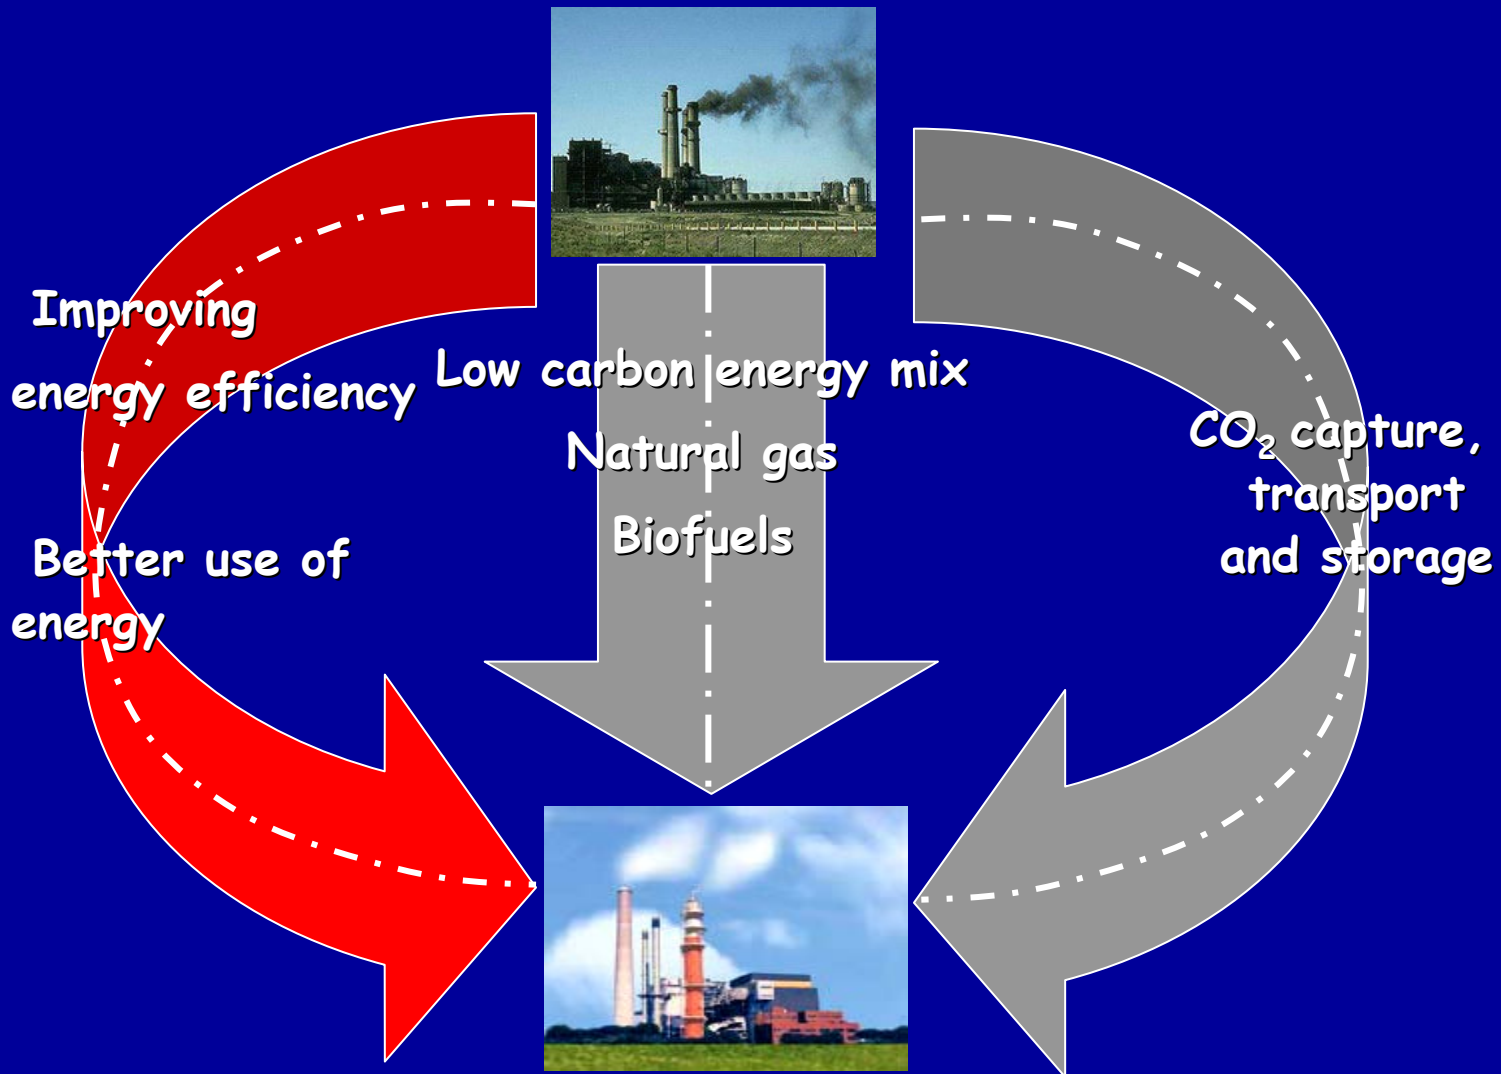 Improving
energy efficiency
Better use of
energy
Low carbon energy mix
Natural gas
Biofuels
CO₂ capture,
transport
and storage